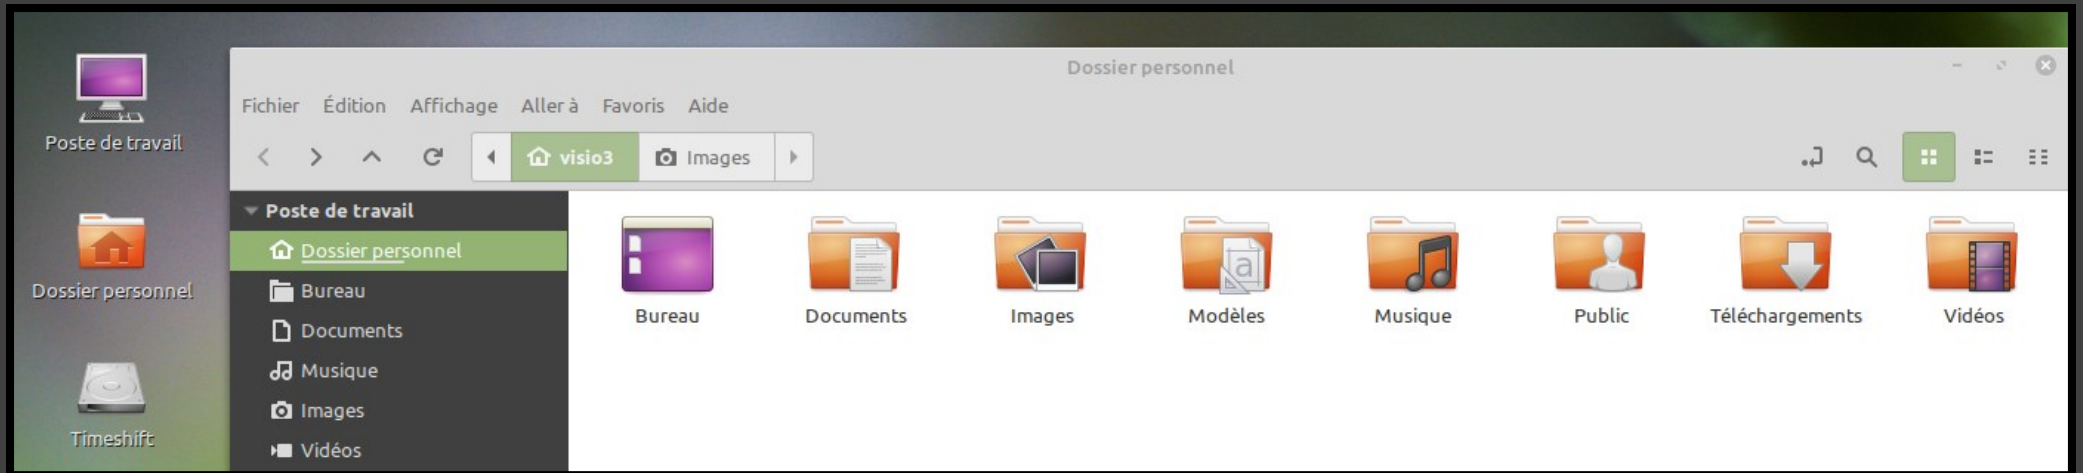 Poste de travail
Dossier personnel
Timeshift
Dossier personnel
Fichier Édition Affichage Aller à Favoris Aide
visio3 Images
Poste de travail
Dossier personnel
Bureau
Documents
Musique
Images
Vidéos
Bureau Documents Images Modèles Musique Public Téléchargements Vidéos